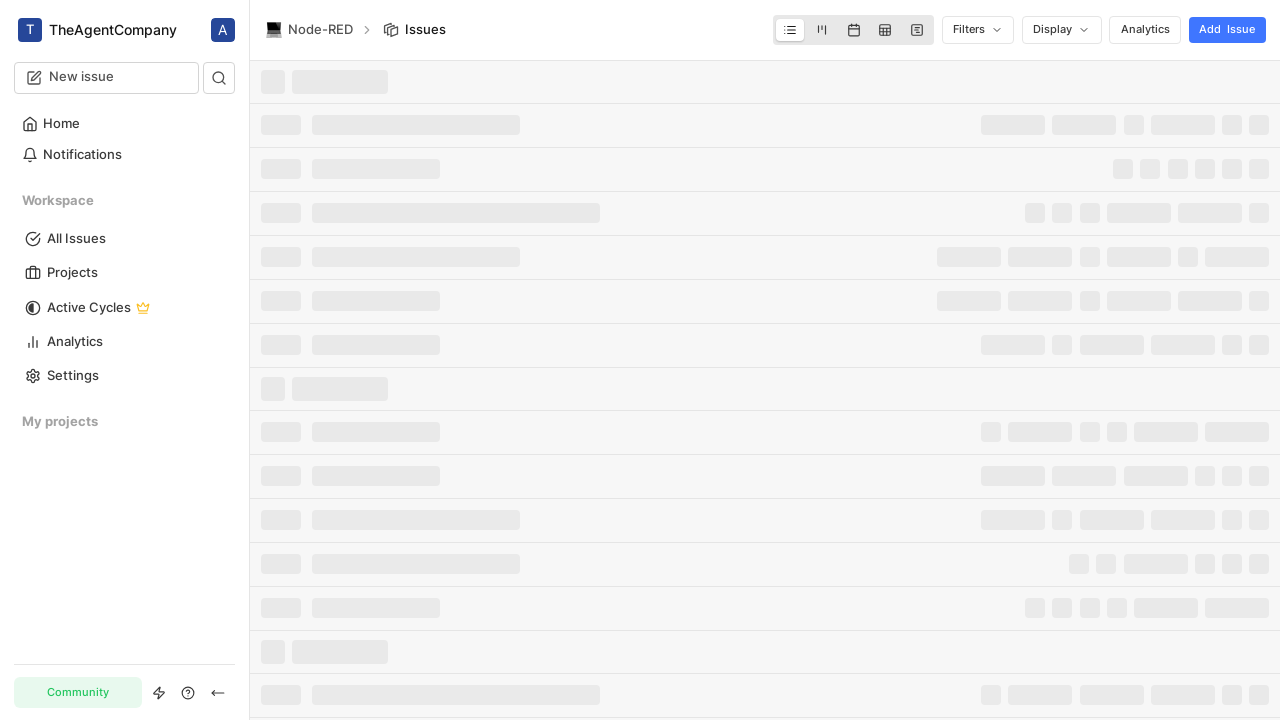 T TheAgentCompany A
New issue
Home
Notifications
Workspace
All Issues
Projects
Active Cycles
Analytics
Settings
My projects
Community
Node-RED Issues Filters Display Analytics Add Issue